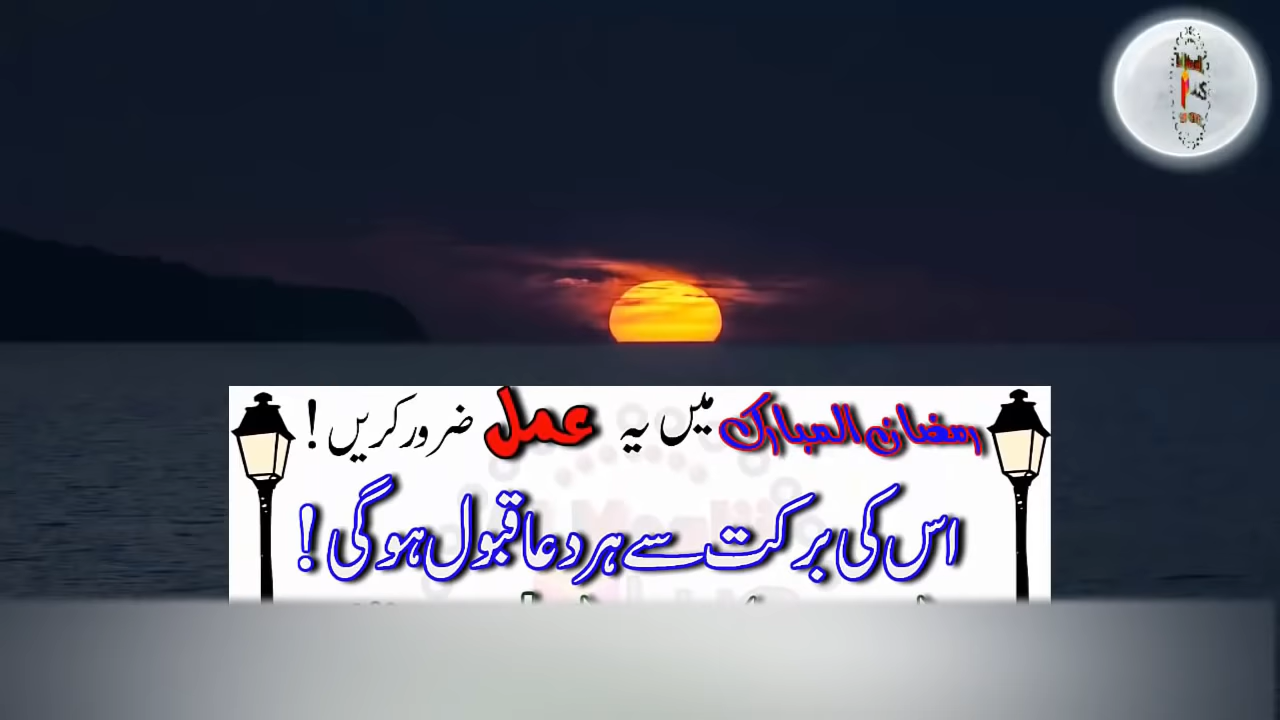 رمضان المبارک میں یہ عمل ضرور کریں !
اس کی برکت سے ہر دعا قبول ہوگی !